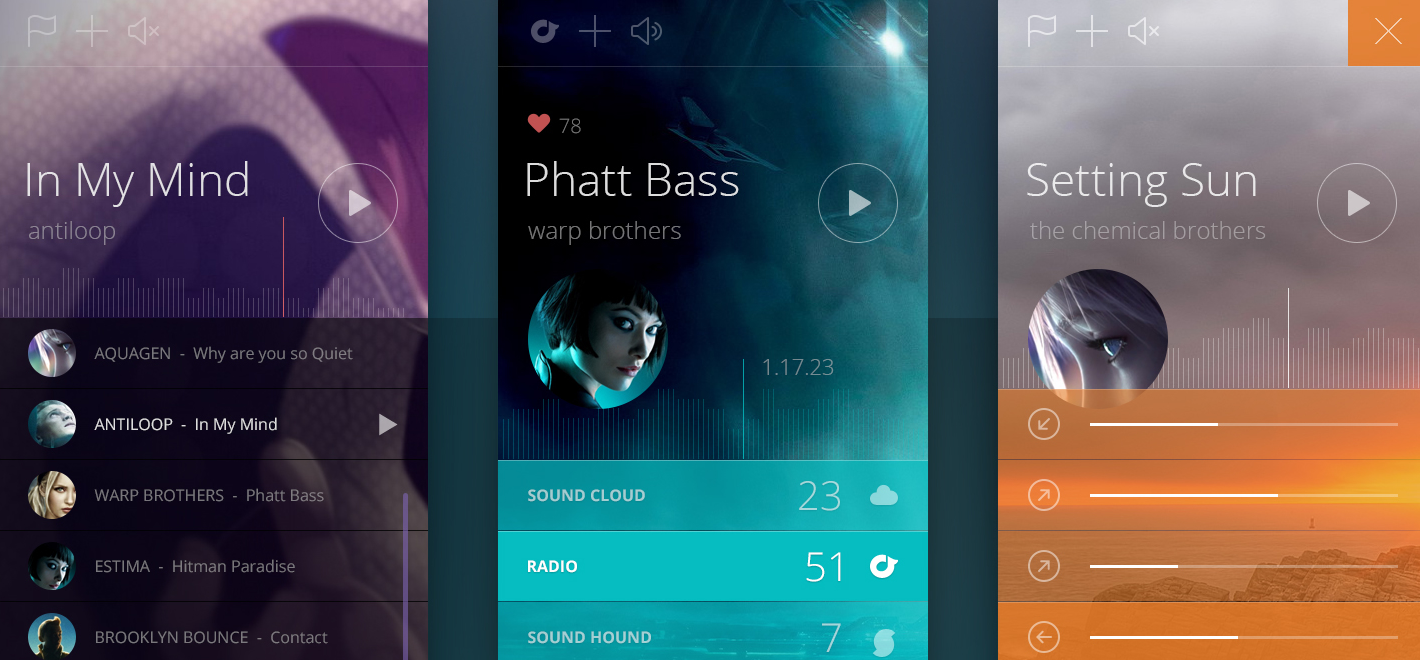 In My Mind
antiloop
AQUAGEN - Why are you so Quiet
ANTILOOP - In My Mind
WARP BROTHERS - Phatt Bass
ESTIMA - Hitman Paradise
BROOKLYN BOUNCE - Contact
78
Phatt Bass
warp brothers
1.17.23
SOUND CLOUD 23
RADIO 51
SOUND HOUND 7
Setting Sun
the chemical brothers